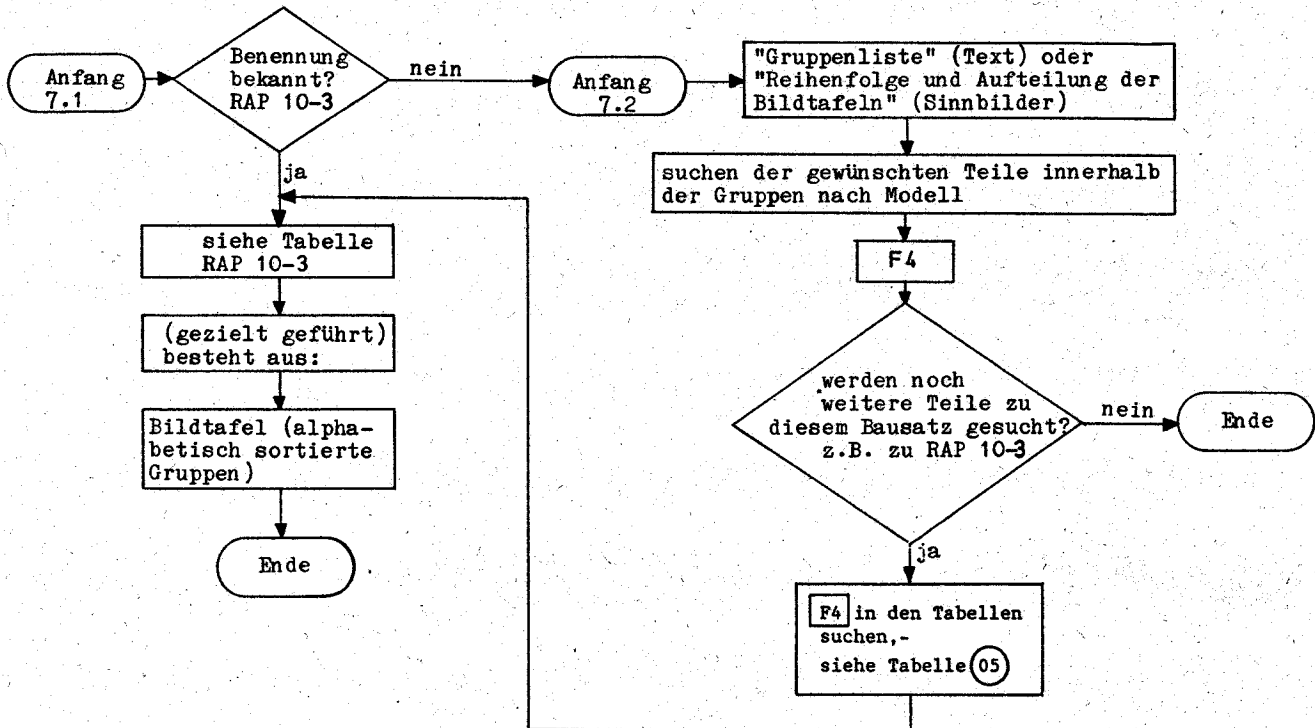 Anfang
7.1
Benennung
bekannt?
RAP 10-3
nein
ja
siehe Tabelle
RAP 10-3
(gezielt geführt)
besteht aus:
Bildtafel (alpha-
betisch sortierte
Gruppen)
Ende
Anfang
7.2
"Gruppenliste" (Text) oder
"Reihenfolge und Aufteilung der
Bildtafeln" (Sinnbilder)
suchen der gewünschten Teile innerhalb
der Gruppen nach Modell
F4
werden noch
weitere Teile zu
diesem Bausatz gesucht?
z.B. zu RAP 10-3
nein
Ende
ja
F4 in den Tabellen
suchen,-
siehe Tabelle 05